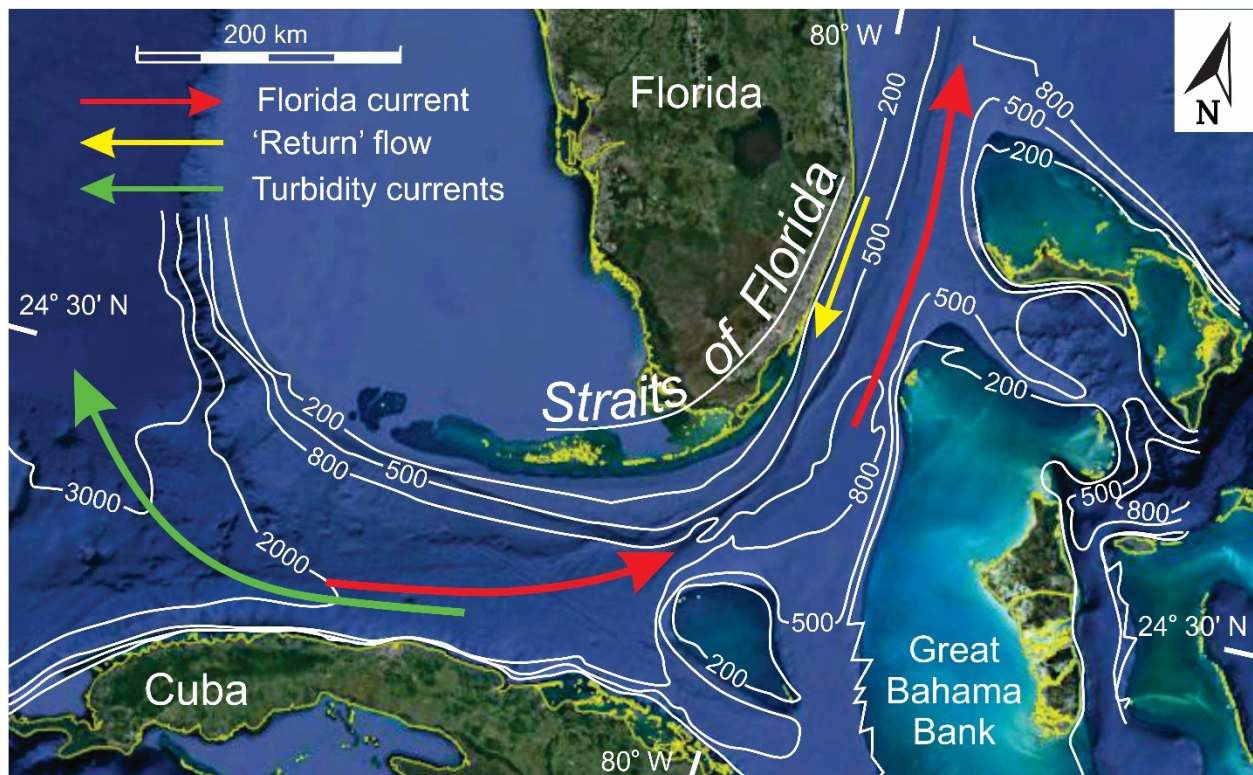 200 km
Florida current
'Return' flow
Turbidity currents
80° W
N
Florida
Straits of Florida
24° 30' N
200
500
800
500
200
500
500
200
200
500
800
800
500
800
3000
2000
500
200
Cuba
Great
Bahama
Bank
24° 30' N
80° W